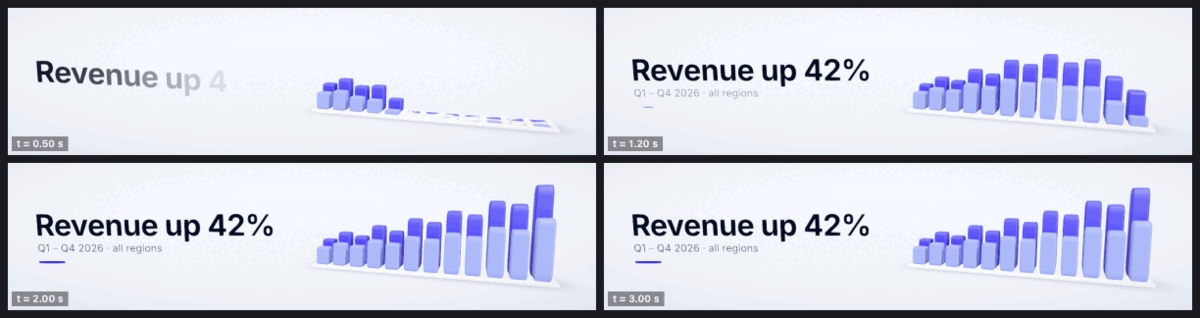 Revenue up 4
t = 0.50 s
Revenue up 42%
Q1 – Q4 2026 · all regions
t = 1.20 s
Revenue up 42%
Q1 – Q4 2026 · all regions
t = 2.00 s
Revenue up 42%
Q1 – Q4 2026 · all regions
t = 3.00 s